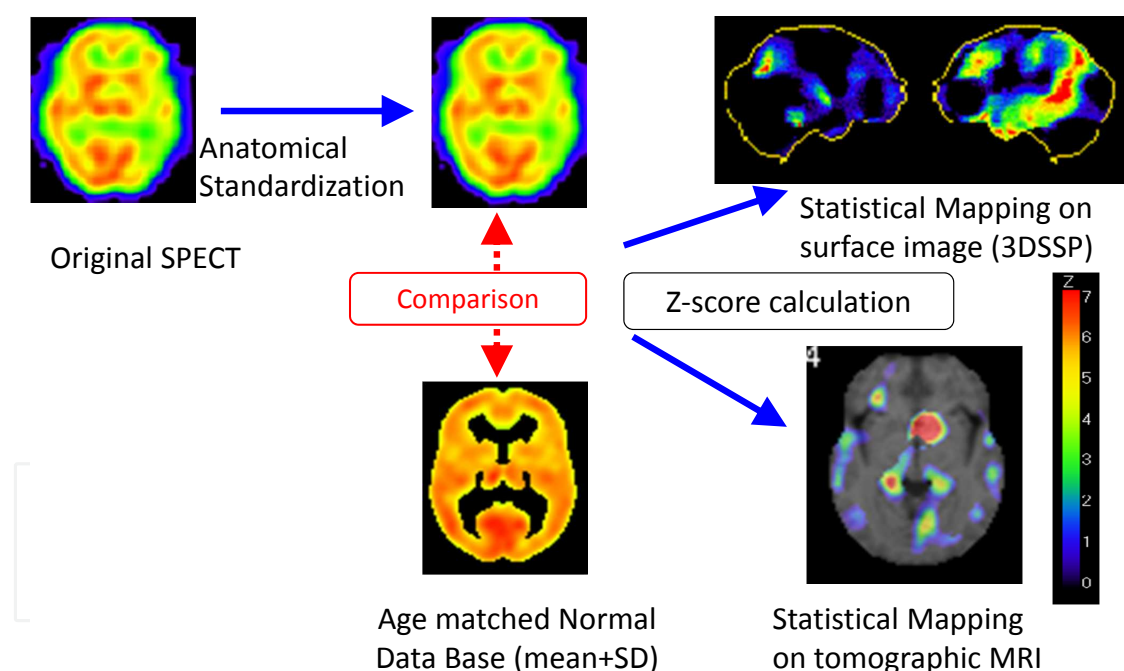 Anatomical
Standardization
Original SPECT
Statistical Mapping on
surface image (3DSSP)
Comparison
Z-score calculation
Z
7
6
5
4
3
2
1
0
4
Age matched Normal
Data Base (mean+SD)
Statistical Mapping
on tomographic MRI